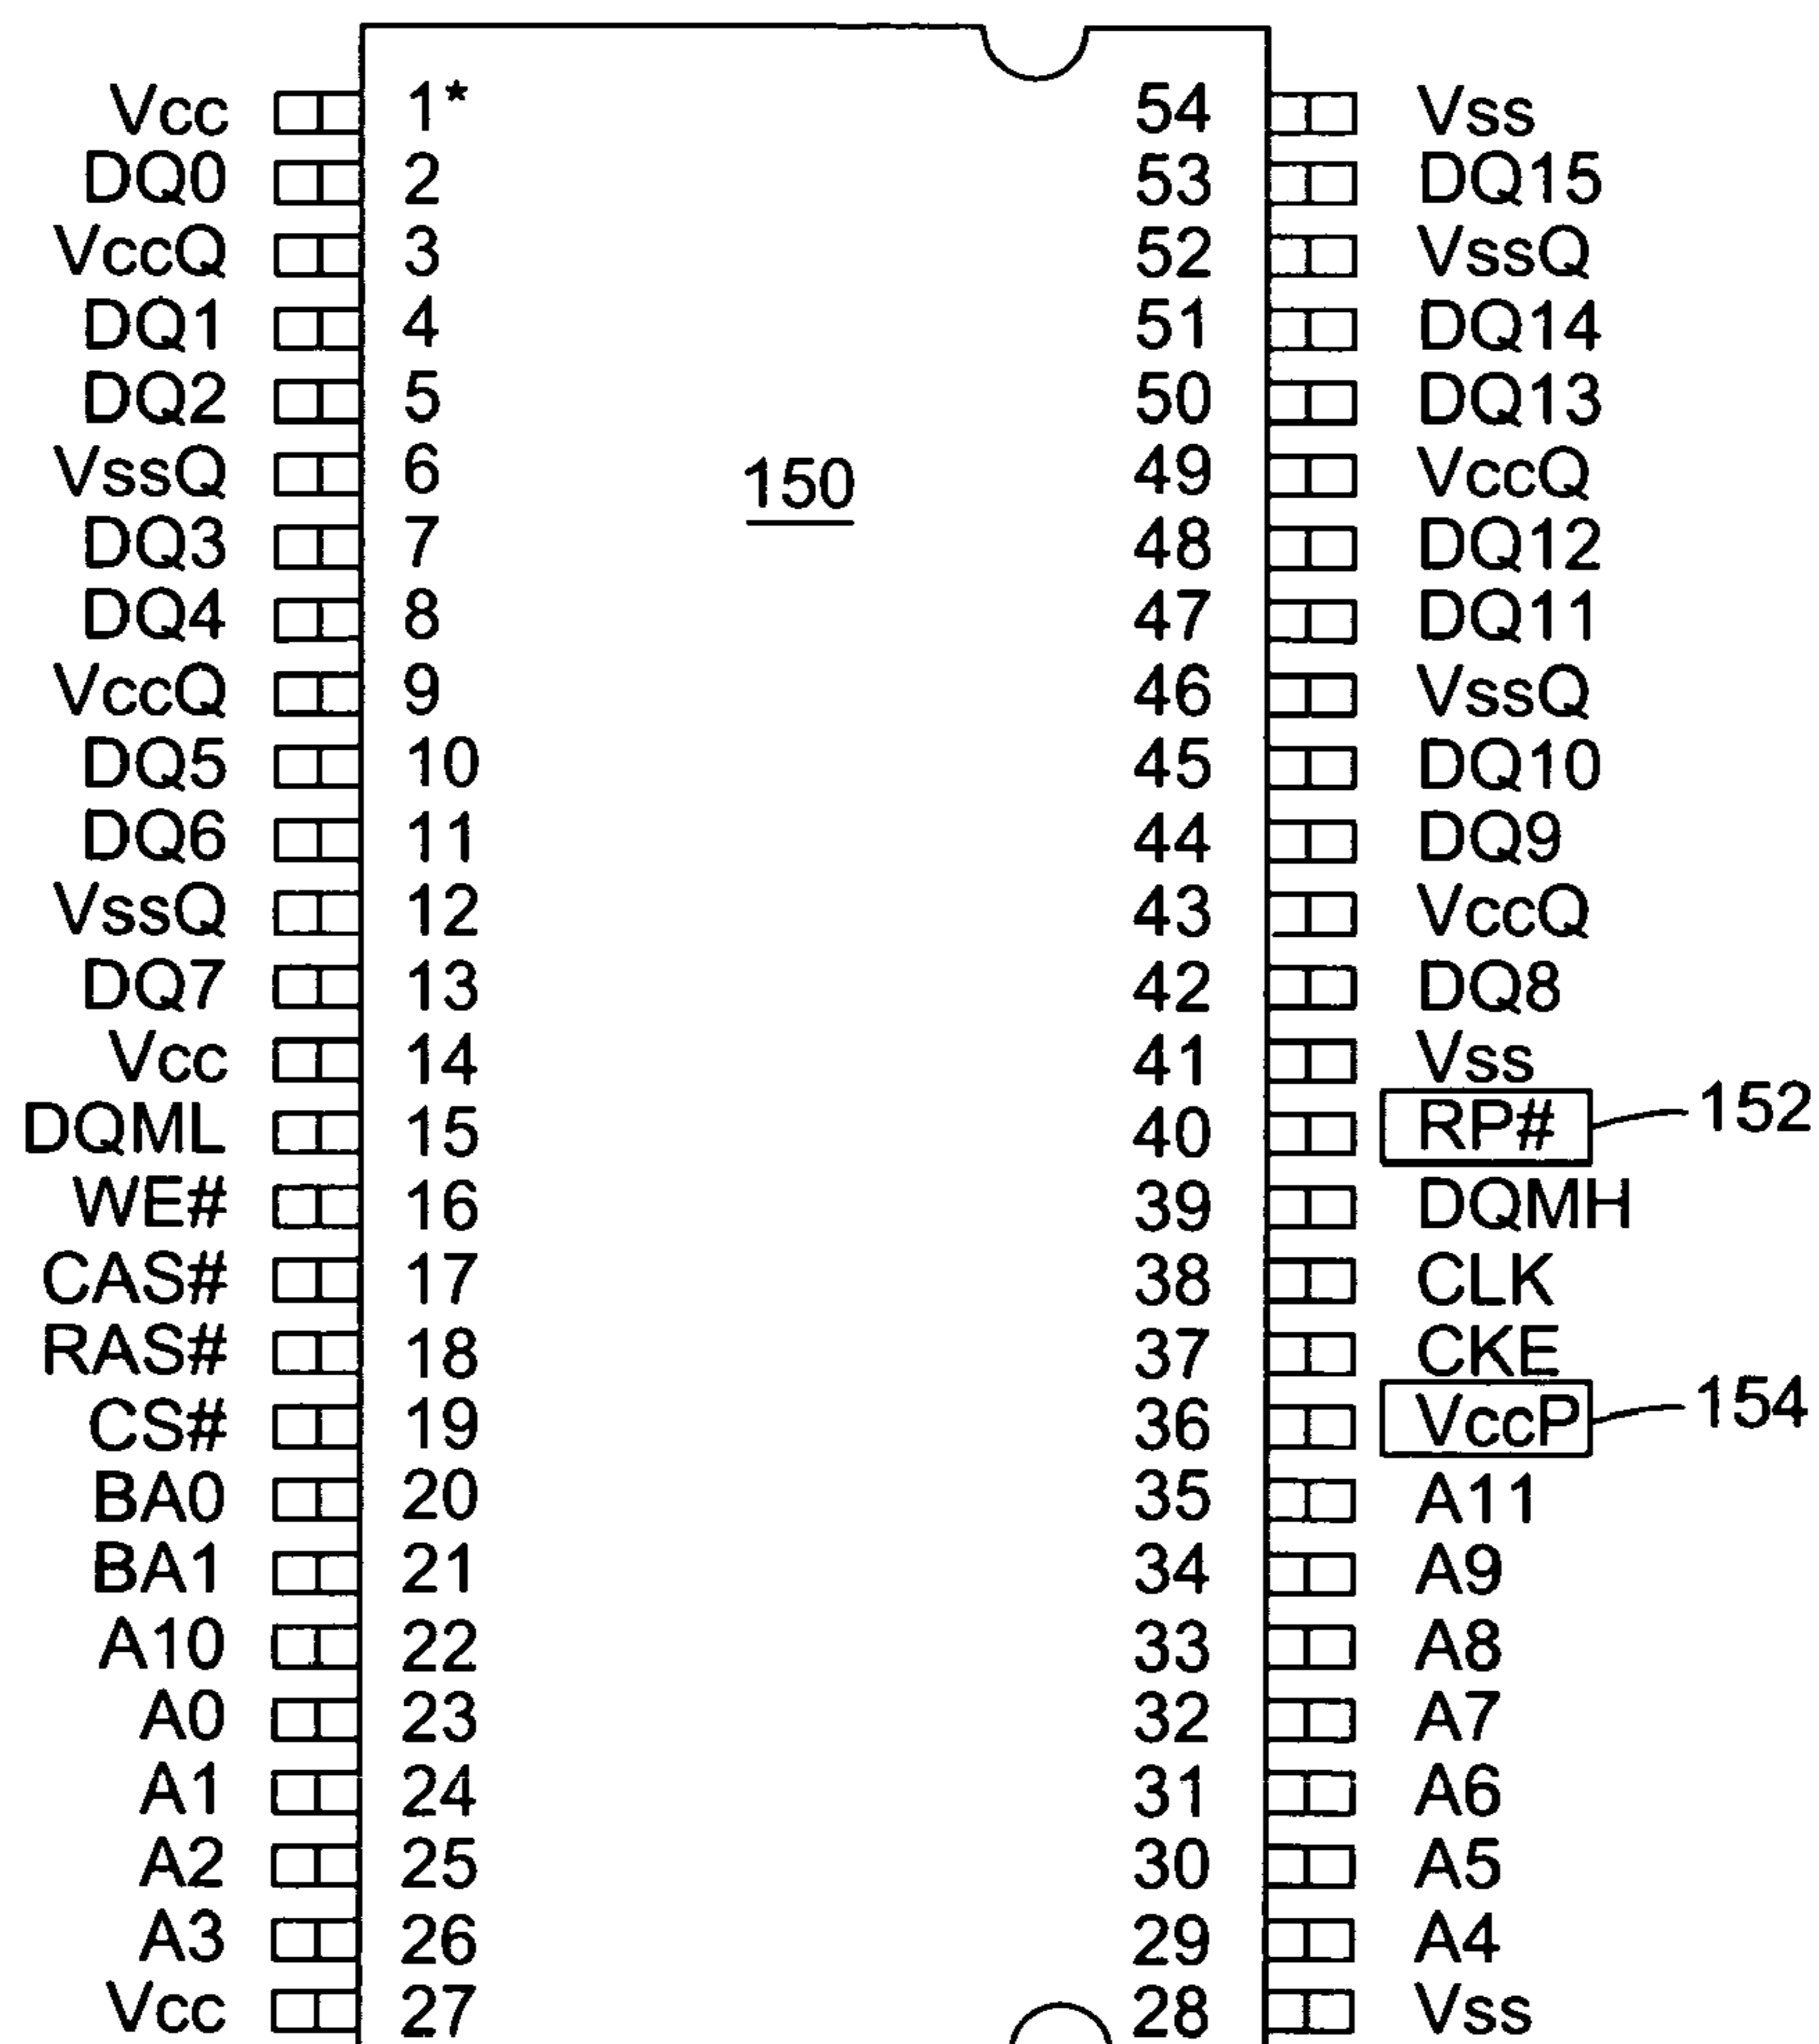 Vcc 1* 54 Vss
DQ0 2 53 DQ15
VccQ 3 52 VssQ
DQ1 4 51 DQ14
DQ2 5 50 DQ13
VssQ 6 150 49 VccQ
DQ3 7 48 DQ12
DQ4 8 47 DQ11
VccQ 9 46 VssQ
DQ5 10 45 DQ10
DQ6 11 44 DQ9
VssQ 12 43 VccQ
DQ7 13 42 DQ8
Vcc 14 41 Vss
DQML 15 40 RP# 152
WE# 16 39 DQMH
CAS# 17 38 CLK
RAS# 18 37 CKE
CS# 19 36 VccP 154
BA0 20 35 A11
BA1 21 34 A9
A10 22 33 A8
A0 23 32 A7
A1 24 31 A6
A2 25 30 A5
A3 26 29 A4
Vcc 27 28 Vss